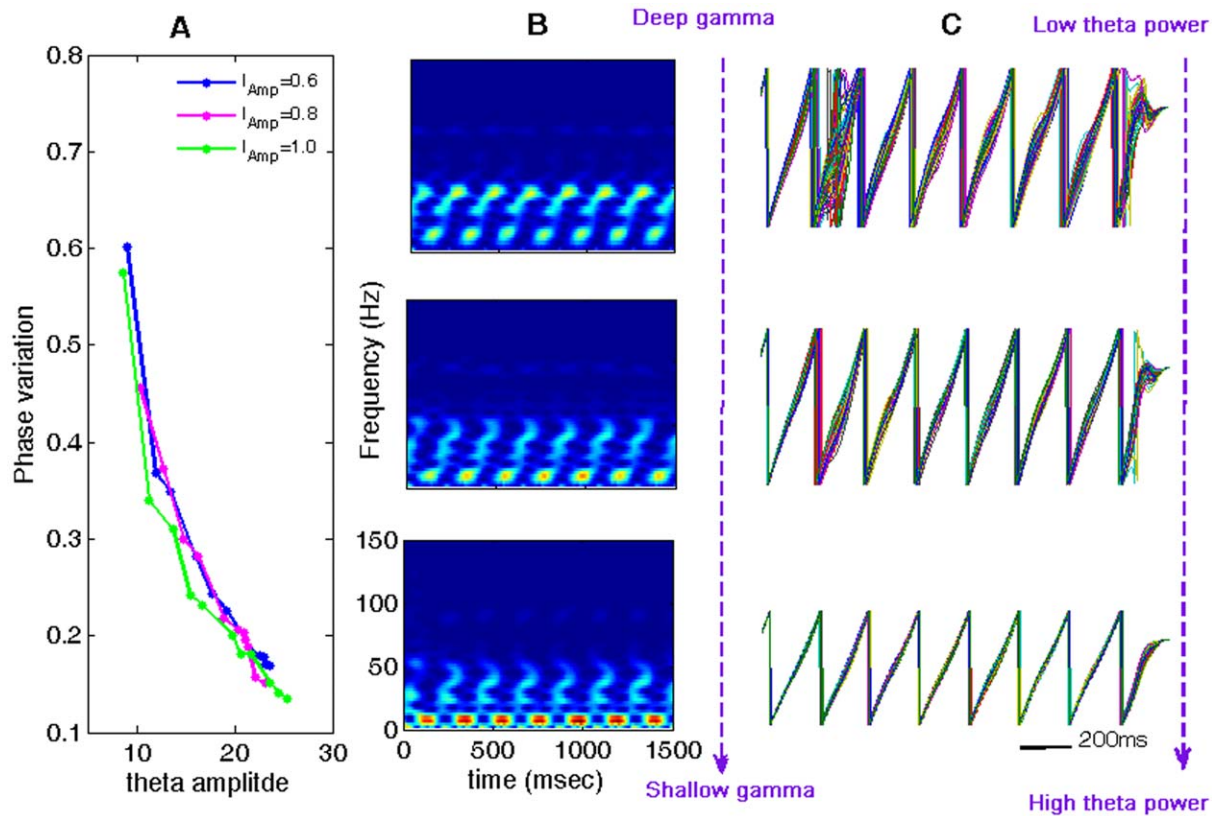 A
B
Deep gamma
C
Low theta power
0.8
0.7
0.6
0.5
0.4
0.3
0.2
0.1
I_Amp=0.6
I_Amp=0.8
I_Amp=1.0
Phase variation
10
20
30
theta amplitde
Frequency (Hz)
150
100
50
0
0
500
1000
1500
time (msec)
Shallow gamma
200ms
High theta power